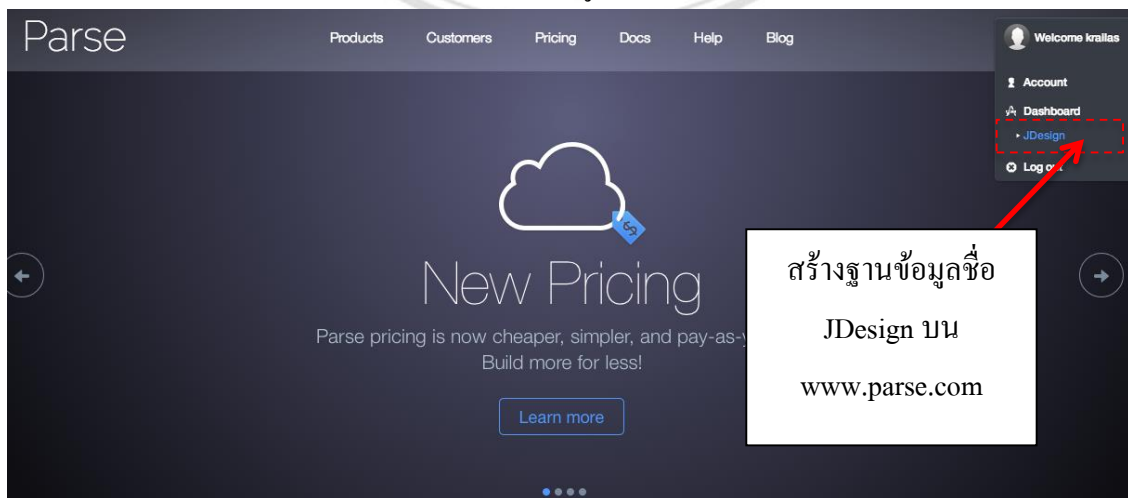 Parse
Products Customers Pricing Docs Help Blog
Welcome krailas
Account
Dashboard
JDesign
Log out
New Pricing
Parse pricing is now cheaper, simpler, and pay-as-y
Build more for less!
Learn more
สร้างฐานข้อมูลชื่อ
JDesign บน
www.parse.com